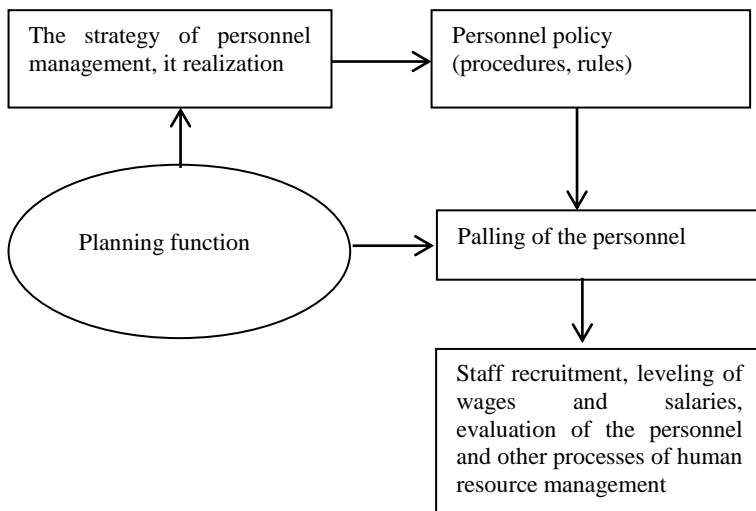 The strategy of personnel
management, it realization
Personnel policy
(procedures, rules)
Planning function
Palling of the personnel
Staff recruitment, leveling of
wages and salaries,
evaluation of the personnel
and other processes of human
resource management